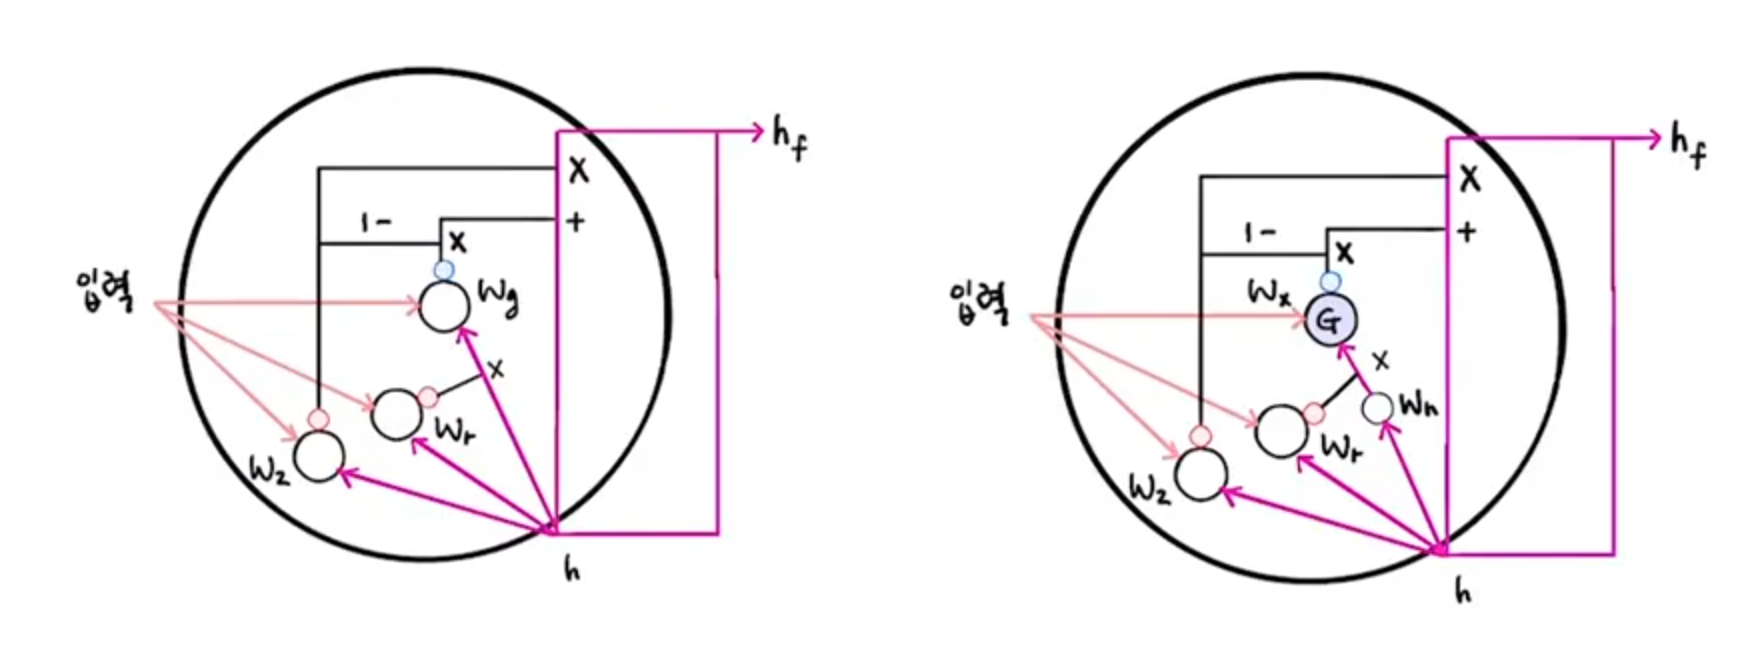 h_f
X
1-
+
x
입력
W_g
x
W_r
W_z
h
h_f
X
1-
+
x
입력
W_x
G
x
W_h
W_r
W_z
h